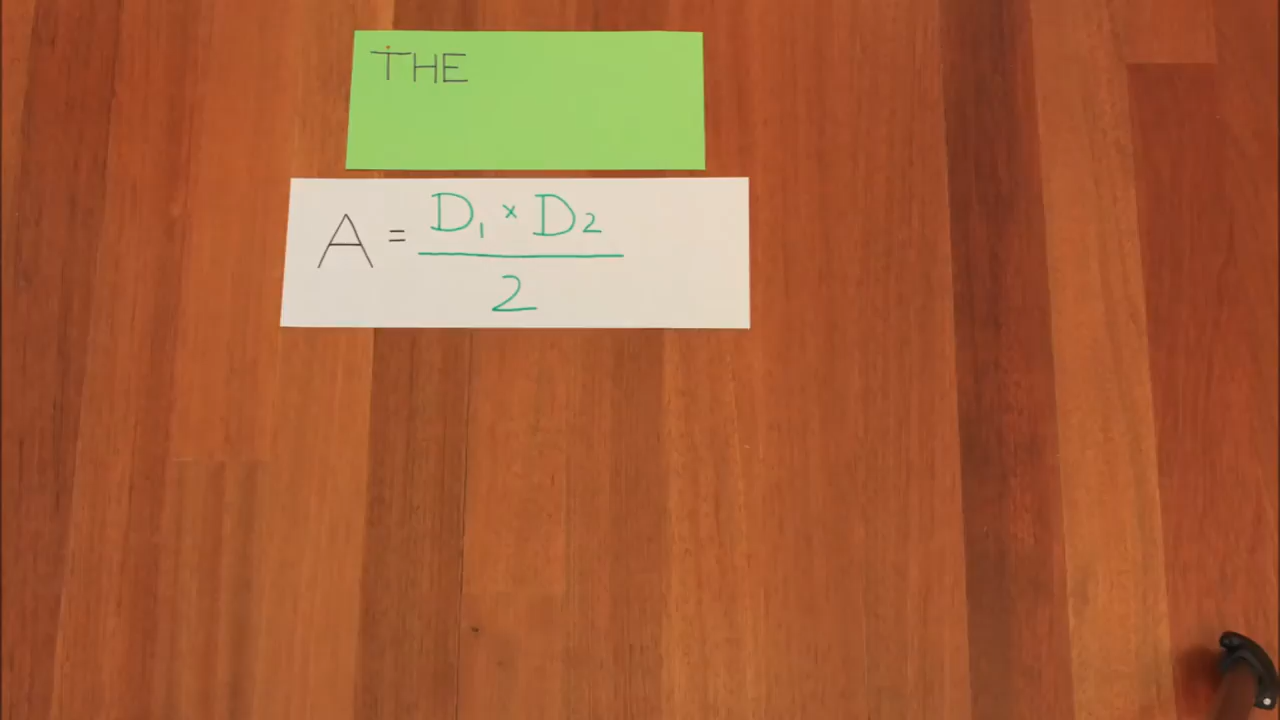 THE
A = D₁ × D₂ / 2